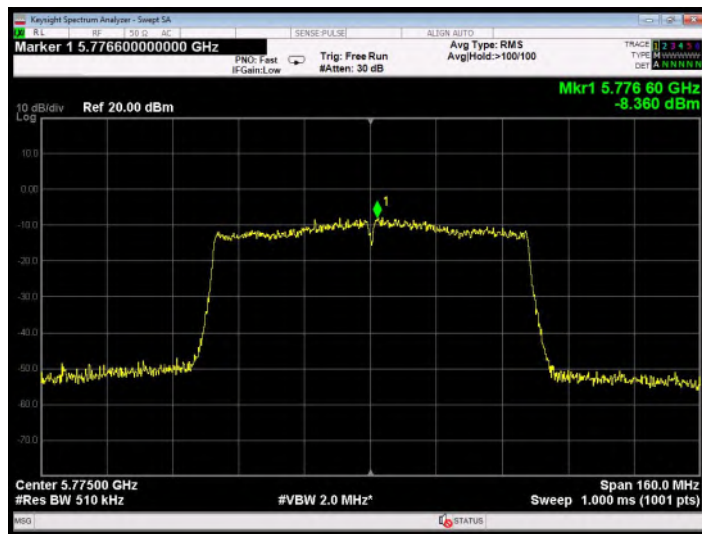 Keysight Spectrum Analyzer - Swept SA
RL RF 50 Ω AC SENSE:PULSE ALIGN AUTO
Marker 1 5.776600000000 GHz
PNO: Fast
IFGain:Low
Trig: Free Run
#Atten: 30 dB
Avg Type: RMS
Avg|Hold:>100/100
TRACE 1 2 3 4 5 6
TYPE M WWWWW
DET A N N N N N
Mkr1 5.776 60 GHz
-8.360 dBm
10 dB/div Ref 20.00 dBm
Log
10.0
0.00
-10.0
-20.0
-30.0
-40.0
-50.0
-60.0
-70.0
1
Center 5.77500 GHz
Span 160.0 MHz
#Res BW 510 kHz
#VBW 2.0 MHz*
Sweep 1.000 ms (1001 pts)
MSG
STATUS